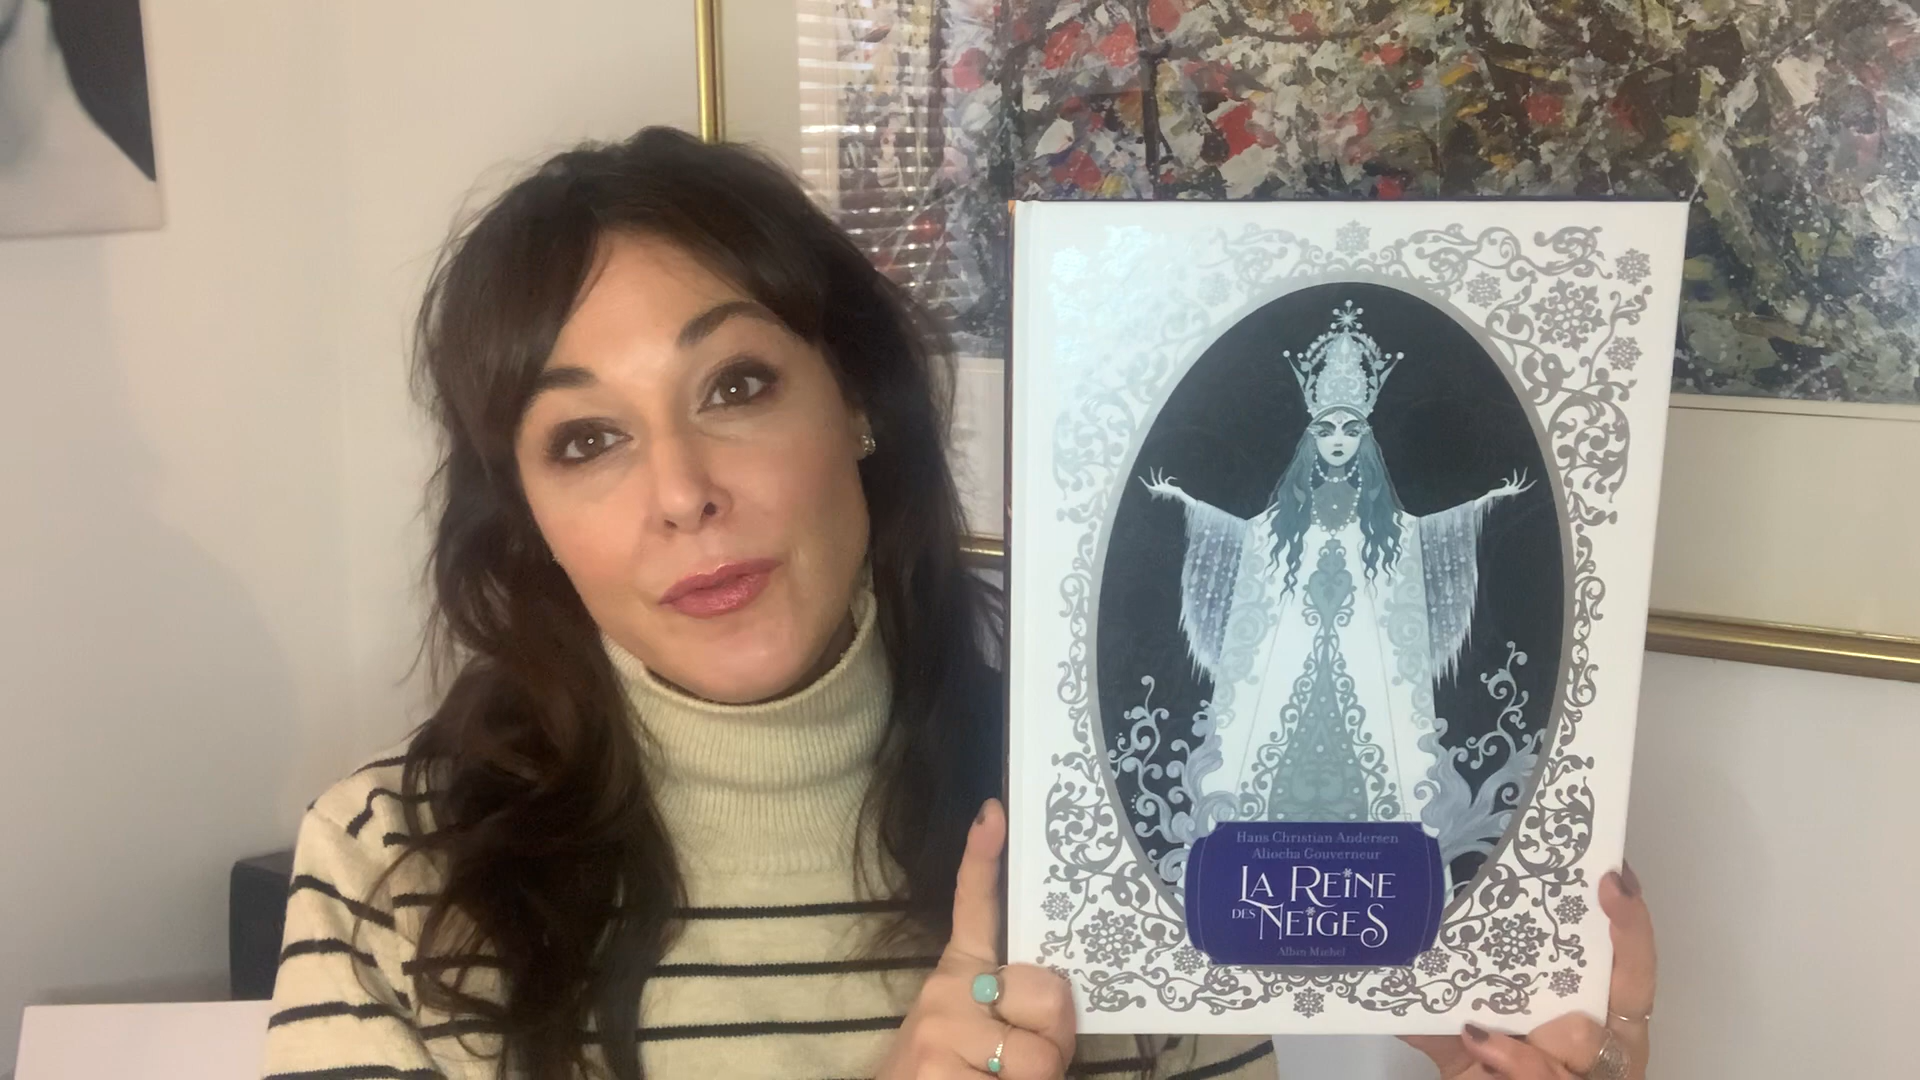 Hans Christian Andersen
Aliocha Gouverneur
LA REINE
DES NEIGES
Albin Michel